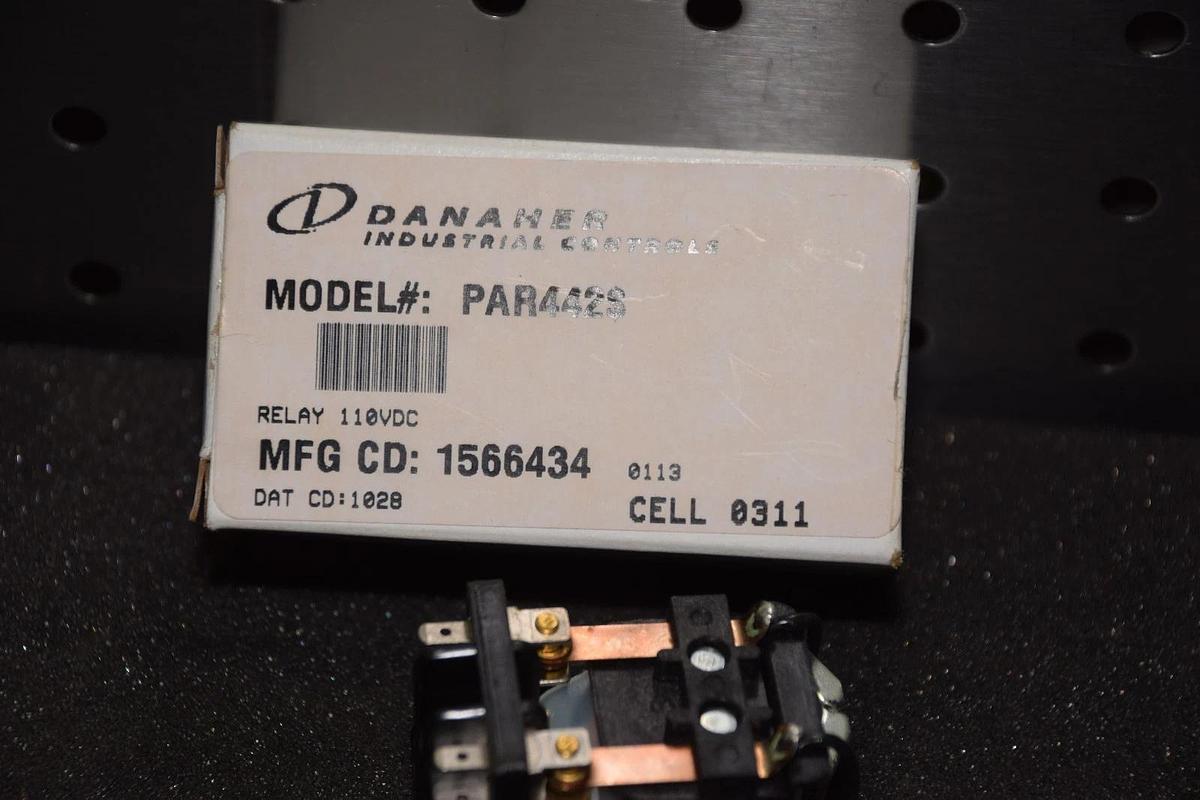 DANAHER
INDUSTRIAL CONTROLS
MODEL#: PAR442S
RELAY 110VDC
MFG CD: 1566434 0113
DAT CD:1028 CELL 0311